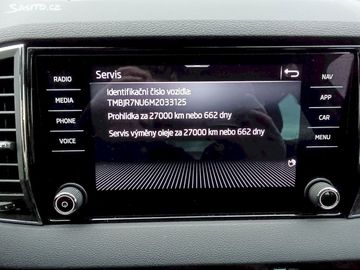 Sbazar.cz
Servis
Identifikační číslo vozidla:
TMBJR7NU6M2033125
Prohlídka za 27000 km nebo 662 dny
Servis výměny oleje za 27000 km nebo 662 dny
RADIO
MEDIA
PHONE
VOICE
NAV
APP
CAR
MENU